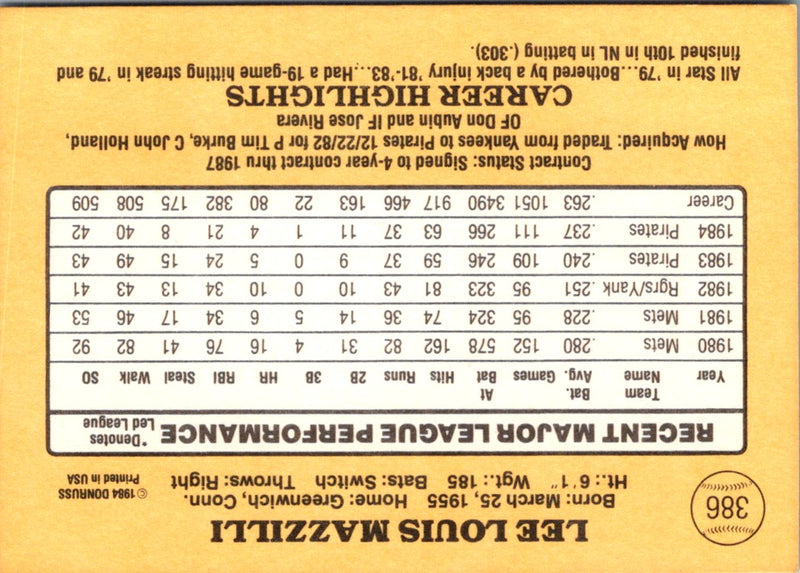 386
LEE LOUIS MAZZILLI
Born: March 25, 1955 Home: Greenwich, Conn.
Ht.: 6'1" Wgt.: 185 Bats: Switch Throws: Right
© 1984 DONRUSS
Printed in USA
RECENT MAJOR LEAGUE PERFORMANCE
*Denotes
Led League
Team Bat. At
Year Name Avg. Games Bat Hits Runs 2B 3B HR RBI Steal Walk SO
1980 Mets .280 152 578 162 82 31 4 16 76 41 82 92
1981 Mets .228 95 324 74 36 14 5 6 34 17 46 53
1982 Rgrs/Yank .251 95 323 81 43 10 0 10 34 13 43 41
1983 Pirates .240 109 246 59 37 9 0 5 24 15 49 43
1984 Pirates .237 111 266 63 37 11 1 4 21 8 40 42
Career .263 1051 3490 917 466 163 22 80 382 175 508 509
Contract Status: Signed to 4-year contract thru 1987
How Acquired: Traded from Yankees to Pirates 12/22/82 for P Tim Burke, C John Holland,
OF Don Aubin and IF Jose Rivera
CAREER HIGHLIGHTS
All Star in '79...Bothered by a back injury '81-'83...Had a 19-game hitting streak in '79 and
finished 10th in NL in batting (.303).